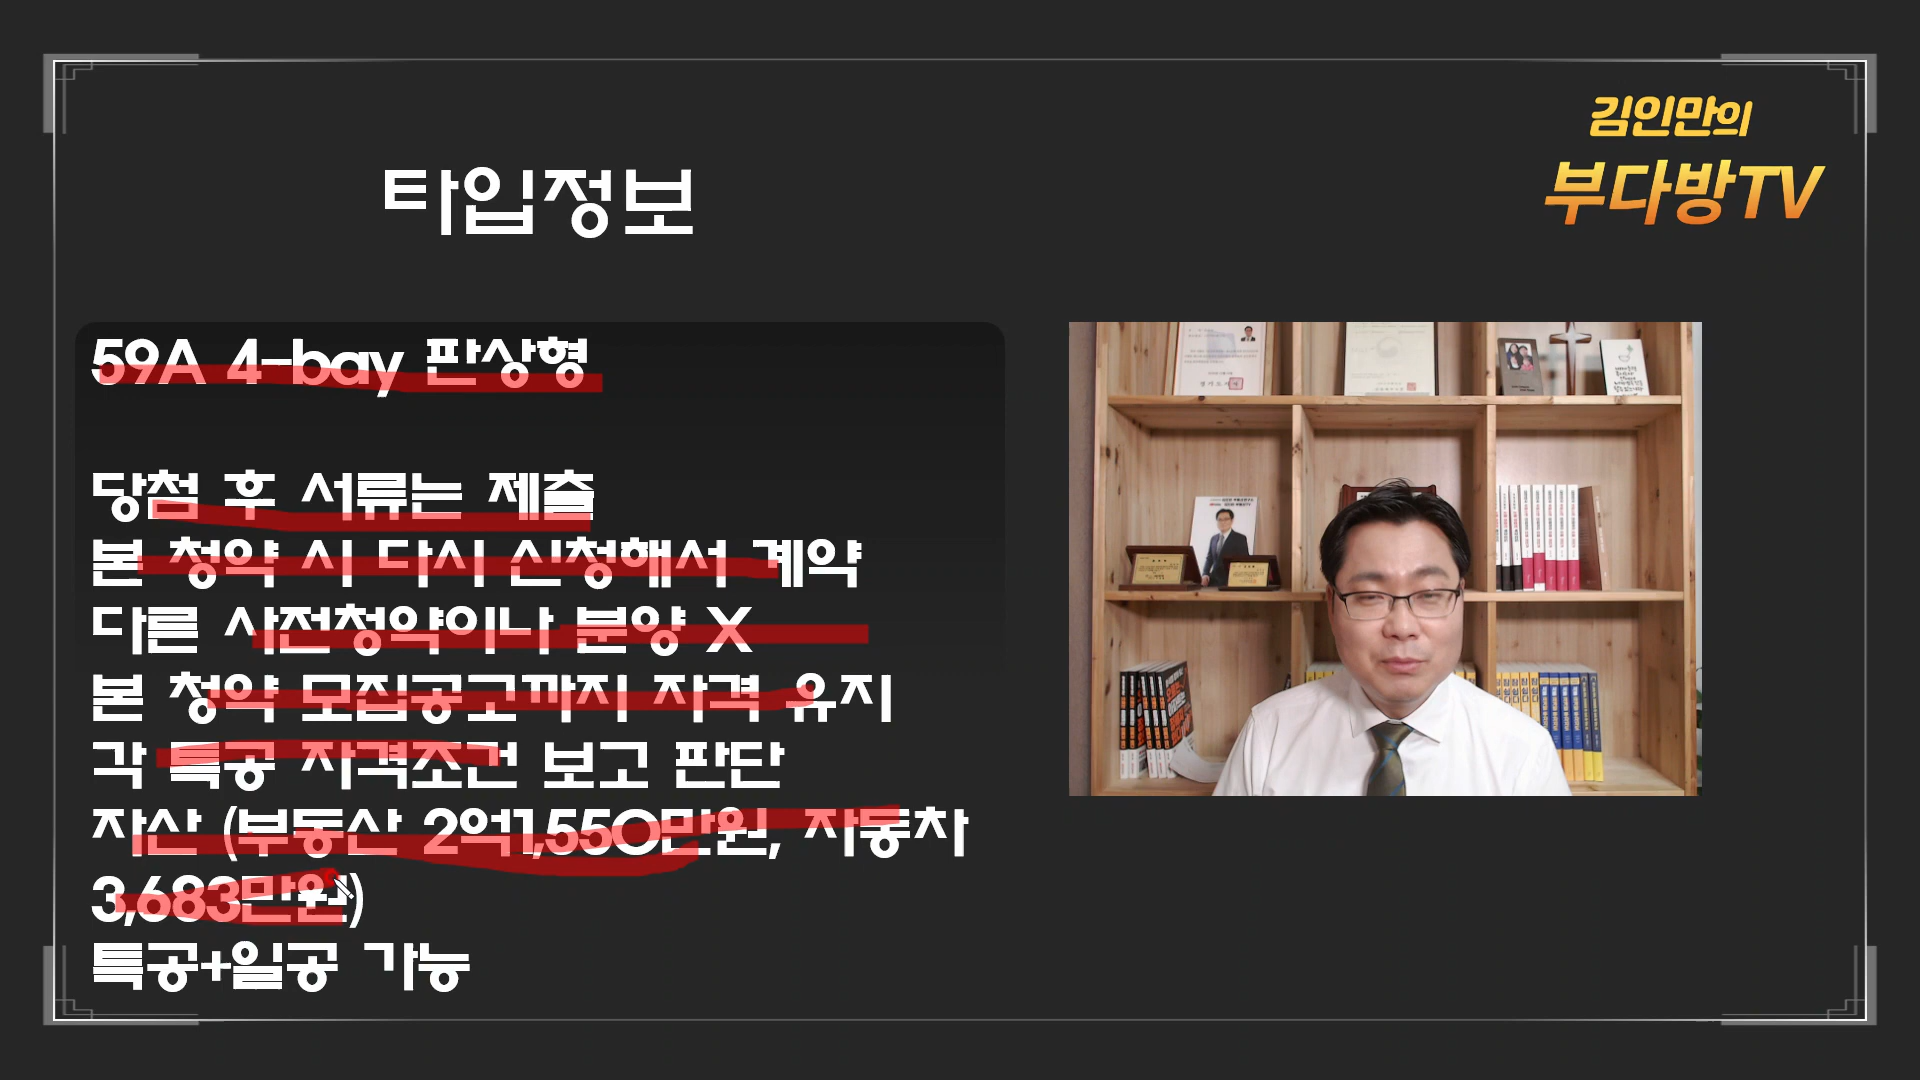 김인만의
부다방TV
타입정보
59A 4-bay 판상형
당첨 후 서류는 제출
본 청약 시 다시 신청해서 계약
다른 사전청약이나 분양 X
본 청약 모집공고까지 자격 유지
각 특공 자격조건 보고 판단
자산 (부동산 2억1,550만원, 자동차
3,683만원)
특공+일공 가능